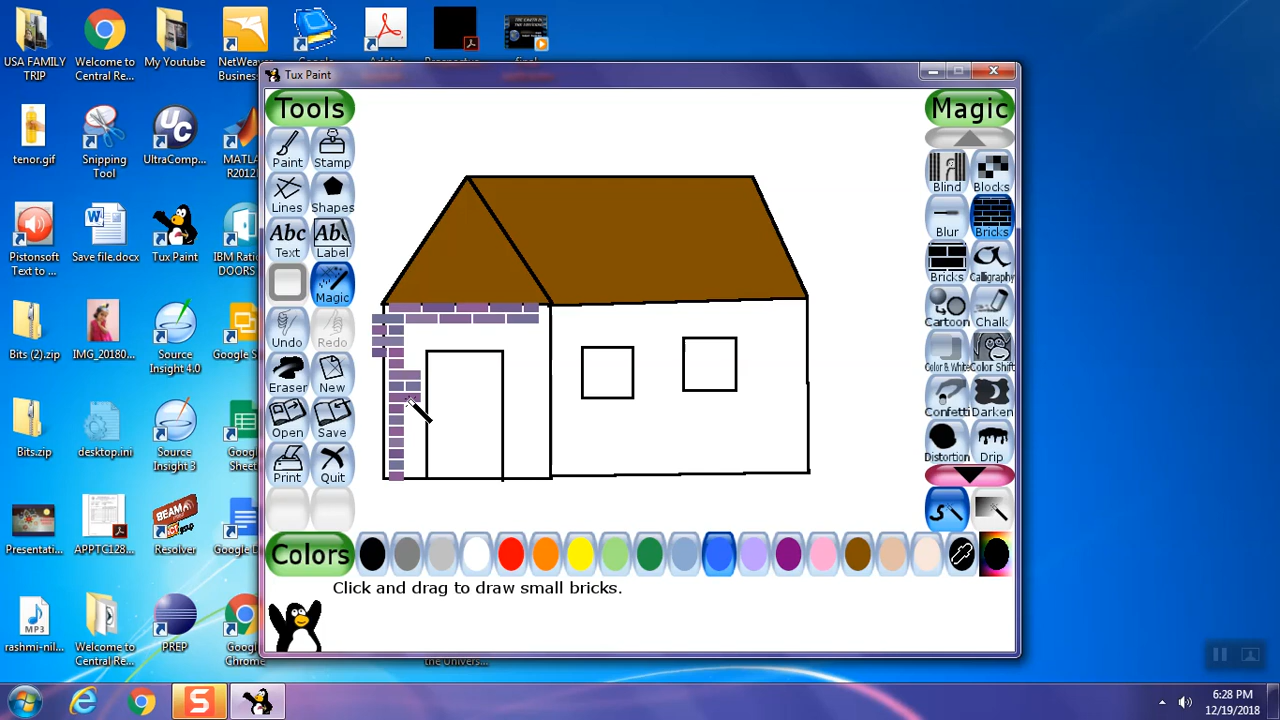 USA FAMILY
TRIP
Welcome to
Central Re...
My Youtube
NetWeaver
Business
tenor.gif
Snipping
Tool
UltraComp...
MATLA
R2012
Pistonsoft
Text to ...
Save file.docx
Tux Paint
IBM Ratio
DOORS
Bits (2).zip
IMG_20180...
Source
Insight 4.0
Google S
Bits.zip
desktop.ini
Source
Insight 3
Google
Sheet
Presentati...
APPTC128...
Resolver
Google D
rashmi-nil...
Welcome to
Central Re...
PREP
Google
Chrome
Tux Paint
Tools
Paint
Stamp
Lines
Shapes
Abc
Text
Label
Magic
Undo
Redo
Eraser
New
Open
Save
Print
Quit
Magic
Blind
Blocks
Blur
Bricks
Bricks
Calligraphy
Cartoon
Chalk
Color & White
Color Shift
Confetti
Darken
Distortion
Drip
Colors
Click and drag to draw small bricks.
6:28 PM
12/19/2018